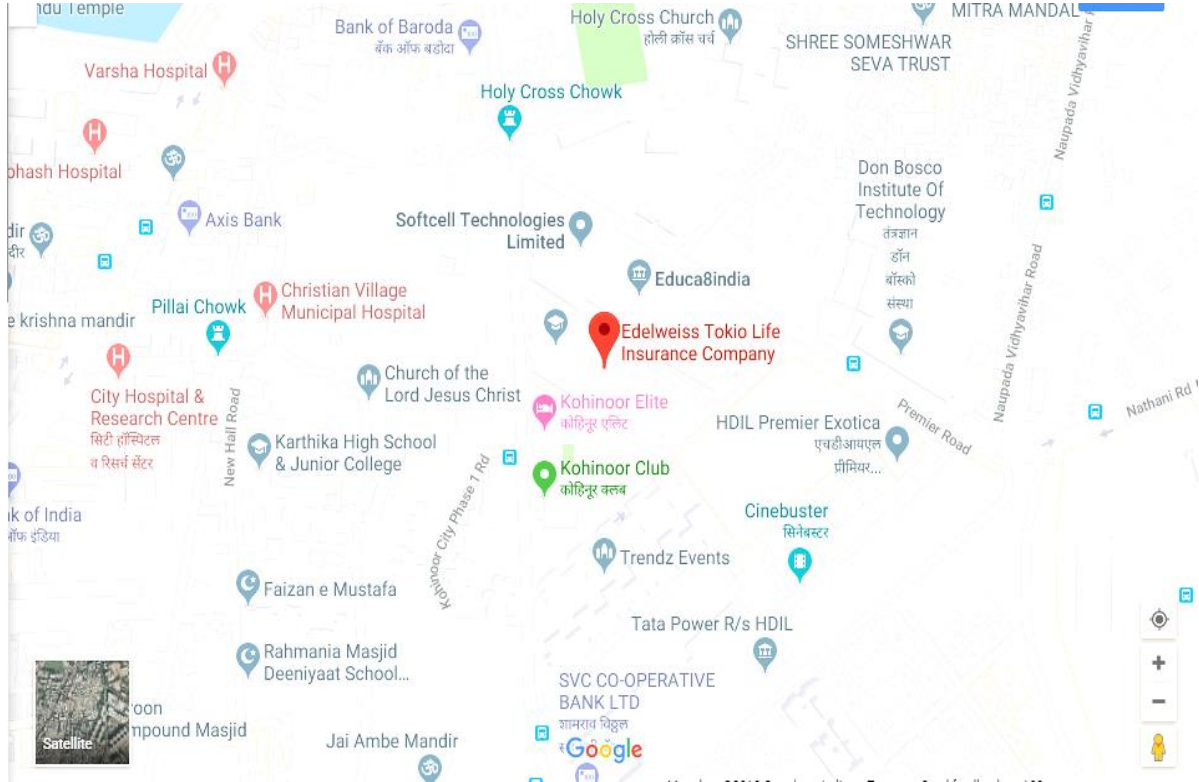 ndu Temple
Bank of Baroda
बैंक ऑफ बडोदा
Holy Cross Church
होली क्रॉस चर्च
MITRA MANDAL
SHREE SOMESHWAR
SEVA TRUST
Naupada Vidhyavihar R
Varsha Hospital
Holy Cross Chowk
bhash Hospital
Don Bosco
Institute Of
Technology
तंत्रज्ञान
डॉन
बॉस्को
संस्था
Axis Bank
Softcell Technologies
Limited
dir
दीर
Educa8india
Naupada Vidhyavihar Road
Christian Village
Municipal Hospital
Pillai Chowk
e krishna mandir
Edelweiss Tokio Life
Insurance Company
Church of the
Lord Jesus Christ
City Hospital &
Research Centre
सिटी हॉस्पिटल
व रिसर्च सेंटर
New Hall Road
Kohinoor Elite
कोहिनूर एलिट
HDIL Premier Exotica
एचडीआयएल
प्रीमियर...
Premier Road
Nathani Rd
Karthika High School
& Junior College
Kohinoor City Phase 1 Rd
Kohinoor Club
कोहिनूर क्लब
nk of India
ऑफ इंडिया
Cinebuster
सिनेबस्टर
Trendz Events
Faizan e Mustafa
Tata Power R/s HDIL
Rahmania Masjid
Deeniyaat School...
SVC CO-OPERATIVE
BANK LTD
शामराव विठ्ठल
roon
mpound Masjid
Satellite
Jai Ambe Mandir
Google